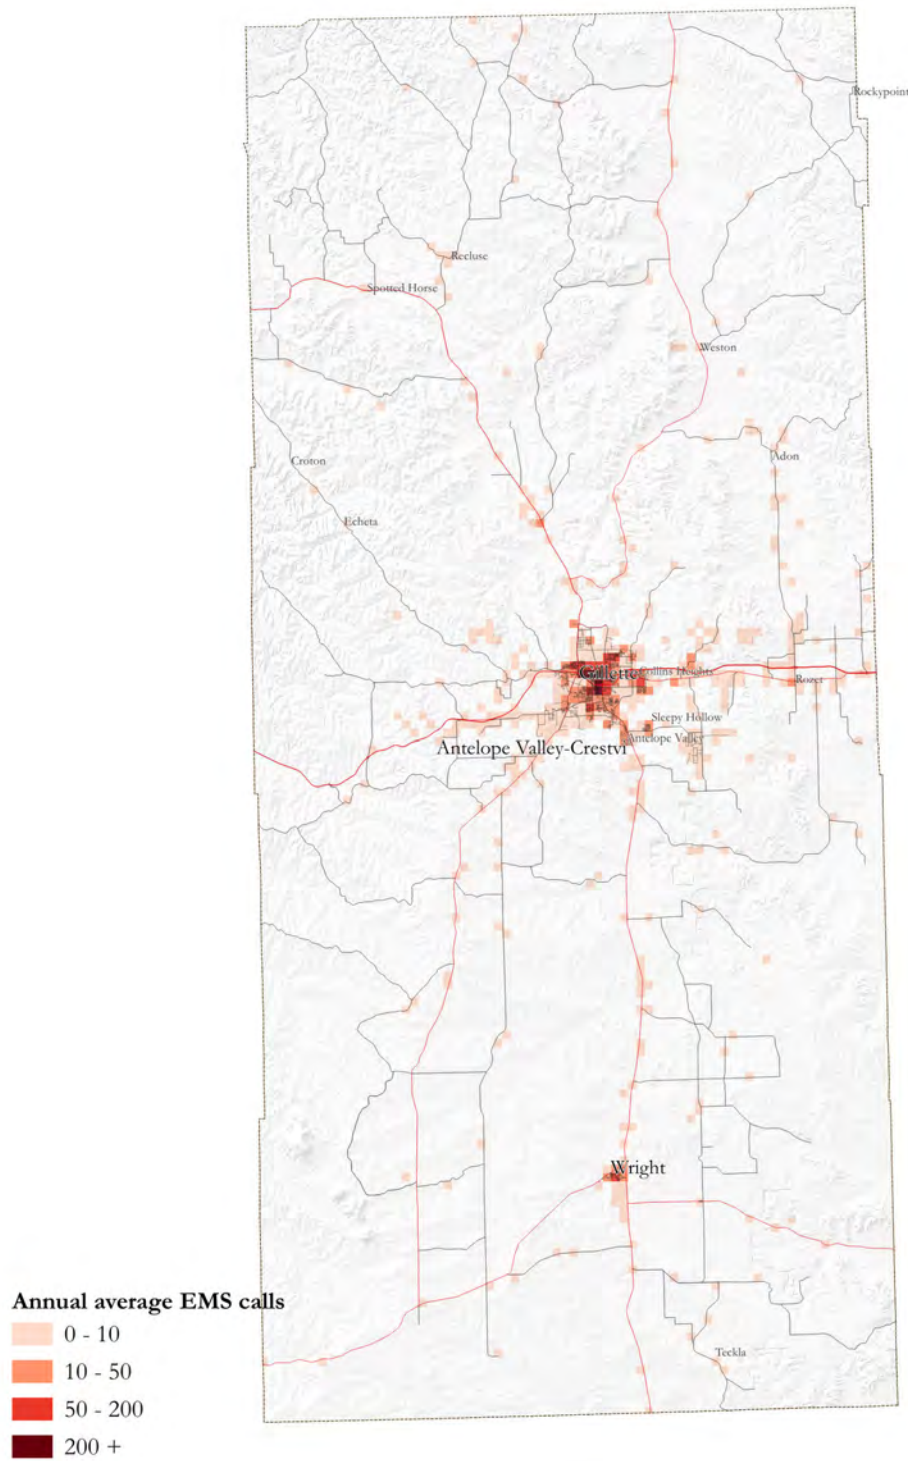 Rockypoint
Recluse
Spotted Horse
Weston
Croton
Adon
Echeta
Gillette
Collins Heights
Rozet
Sleepy Hollow
Antelope Valley
Antelope Valley-Crestvi
Wright
Teckla
Annual average EMS calls
0 - 10
10 - 50
50 - 200
200 +